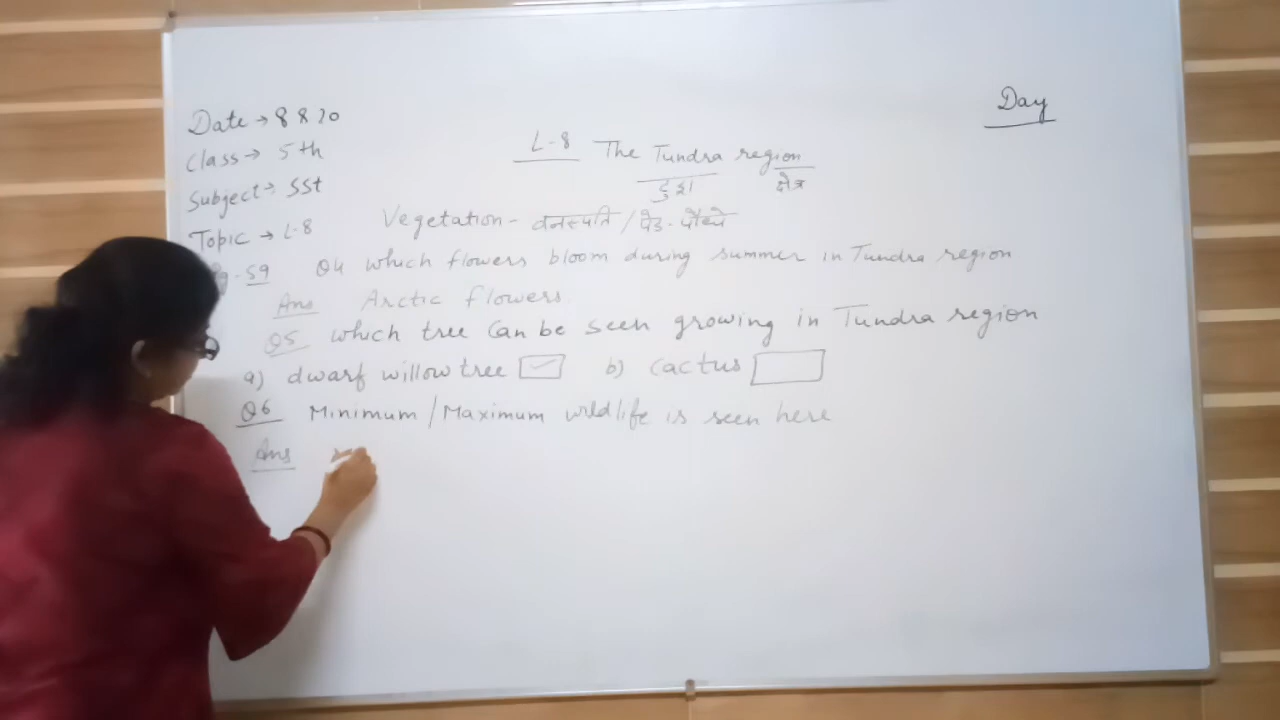 Day
Date → 8 8 20
Class → 5th
Subject → SSt
Topic → L-8
L-8 The Tundra region
टुंड्रा क्षेत्र
Vegetation - वनस्पति / पेड़-पौधे
Pg-59 Q4 which flowers bloom during summer in Tundra region
Ans Arctic flowers
Q5 which tree Can be seen growing in Tundra region
a) dwarf willow tree ✓ b) Cactus
Q6 Minimum / Maximum wildlife is seen here
Ans